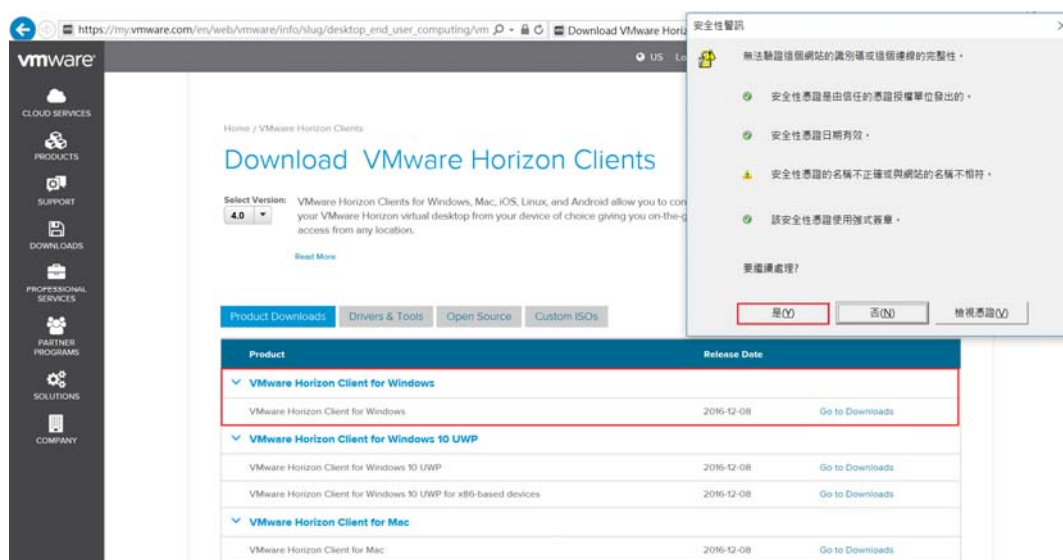 https://my.vmware.com/en/web/vmware/info/slug/desktop_end_user_computing/vm
Download VMware Horiz
vmware
US
Lo
CLOUD SERVICES
PRODUCTS
SUPPORT
DOWNLOADS
PROFESSIONAL
SERVICES
PARTNER
PROGRAMS
SOLUTIONS
COMPANY
Home / VMware Horizon Clients
Download VMware Horizon Clients
Select Version:
4.0
VMware Horizon Clients for Windows, Mac, iOS, Linux, and Android allow you to con
your VMware Horizon virtual desktop from your device of choice giving you on-the-g
access from any location.
Read More
Product Downloads Drivers & Tools Open Source Custom ISOs
Product Release Date
VMware Horizon Client for Windows
VMware Horizon Client for Windows 2016-12-08 Go to Downloads
VMware Horizon Client for Windows 10 UWP
VMware Horizon Client for Windows 10 UWP 2016-12-08 Go to Downloads
VMware Horizon Client for Windows 10 UWP for x86-based devices 2016-12-08 Go to Downloads
VMware Horizon Client for Mac
VMware Horizon Client for Mac 2016-12-08 Go to Downloads
安全性警訊
無法驗證這個網站的識別碼或這個連線的完整性。
安全性憑證是由信任的憑證授權單位發出的。
安全性憑證日期有效。
安全性憑證的名稱不正確或與網站的名稱不相符。
該安全性憑證使用強式簽章。
要繼續處理?
是(Y) 否(N) 檢視憑證(V)